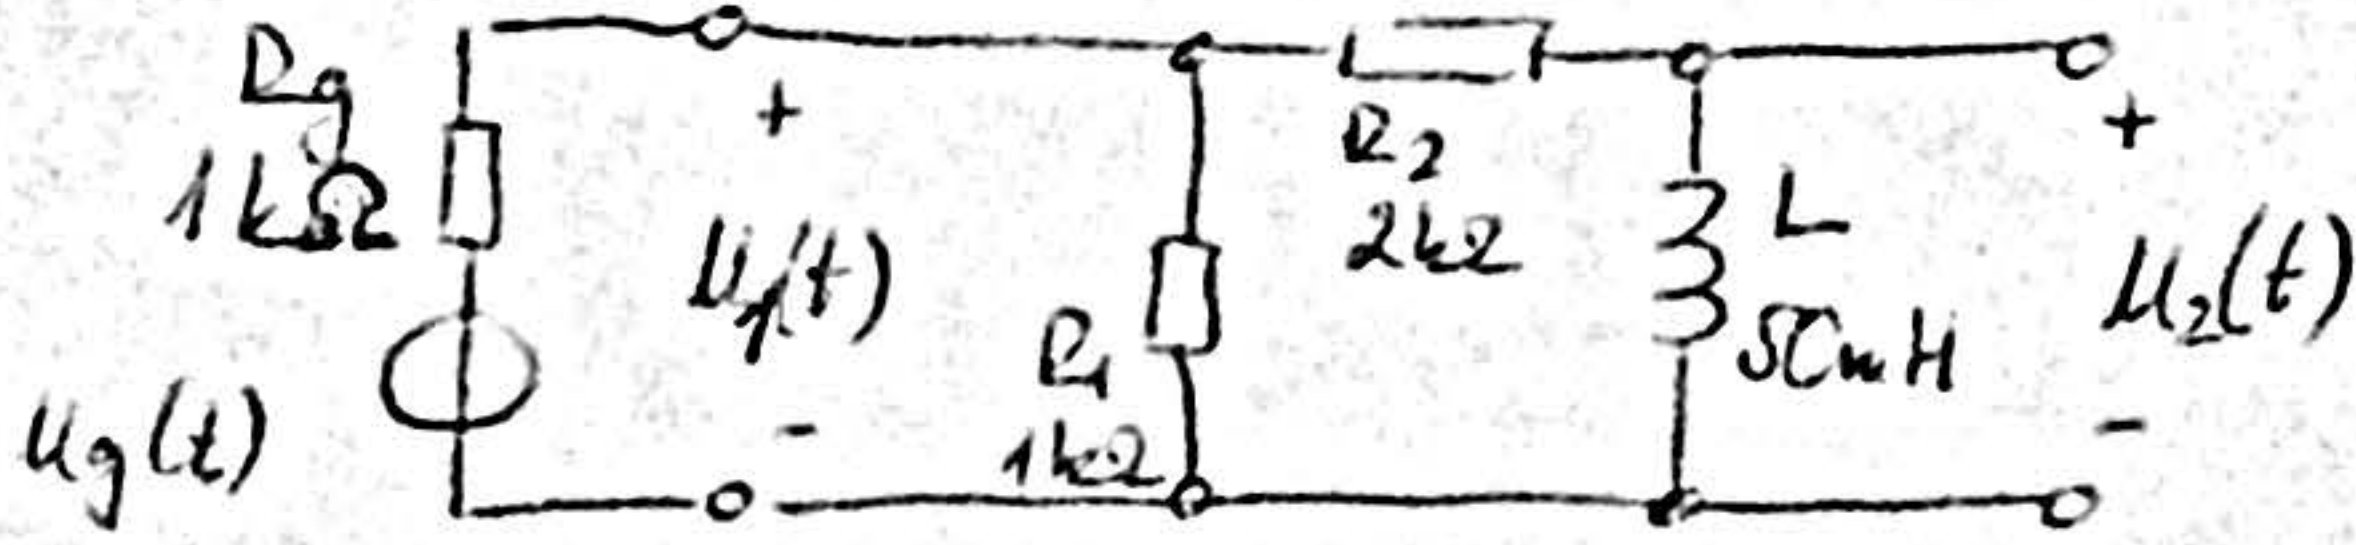 Rg
1kΩ
ug(t)
+
u1(t)
-
R1
1kΩ
R2
2kΩ
L
50mH
+
u2(t)
-